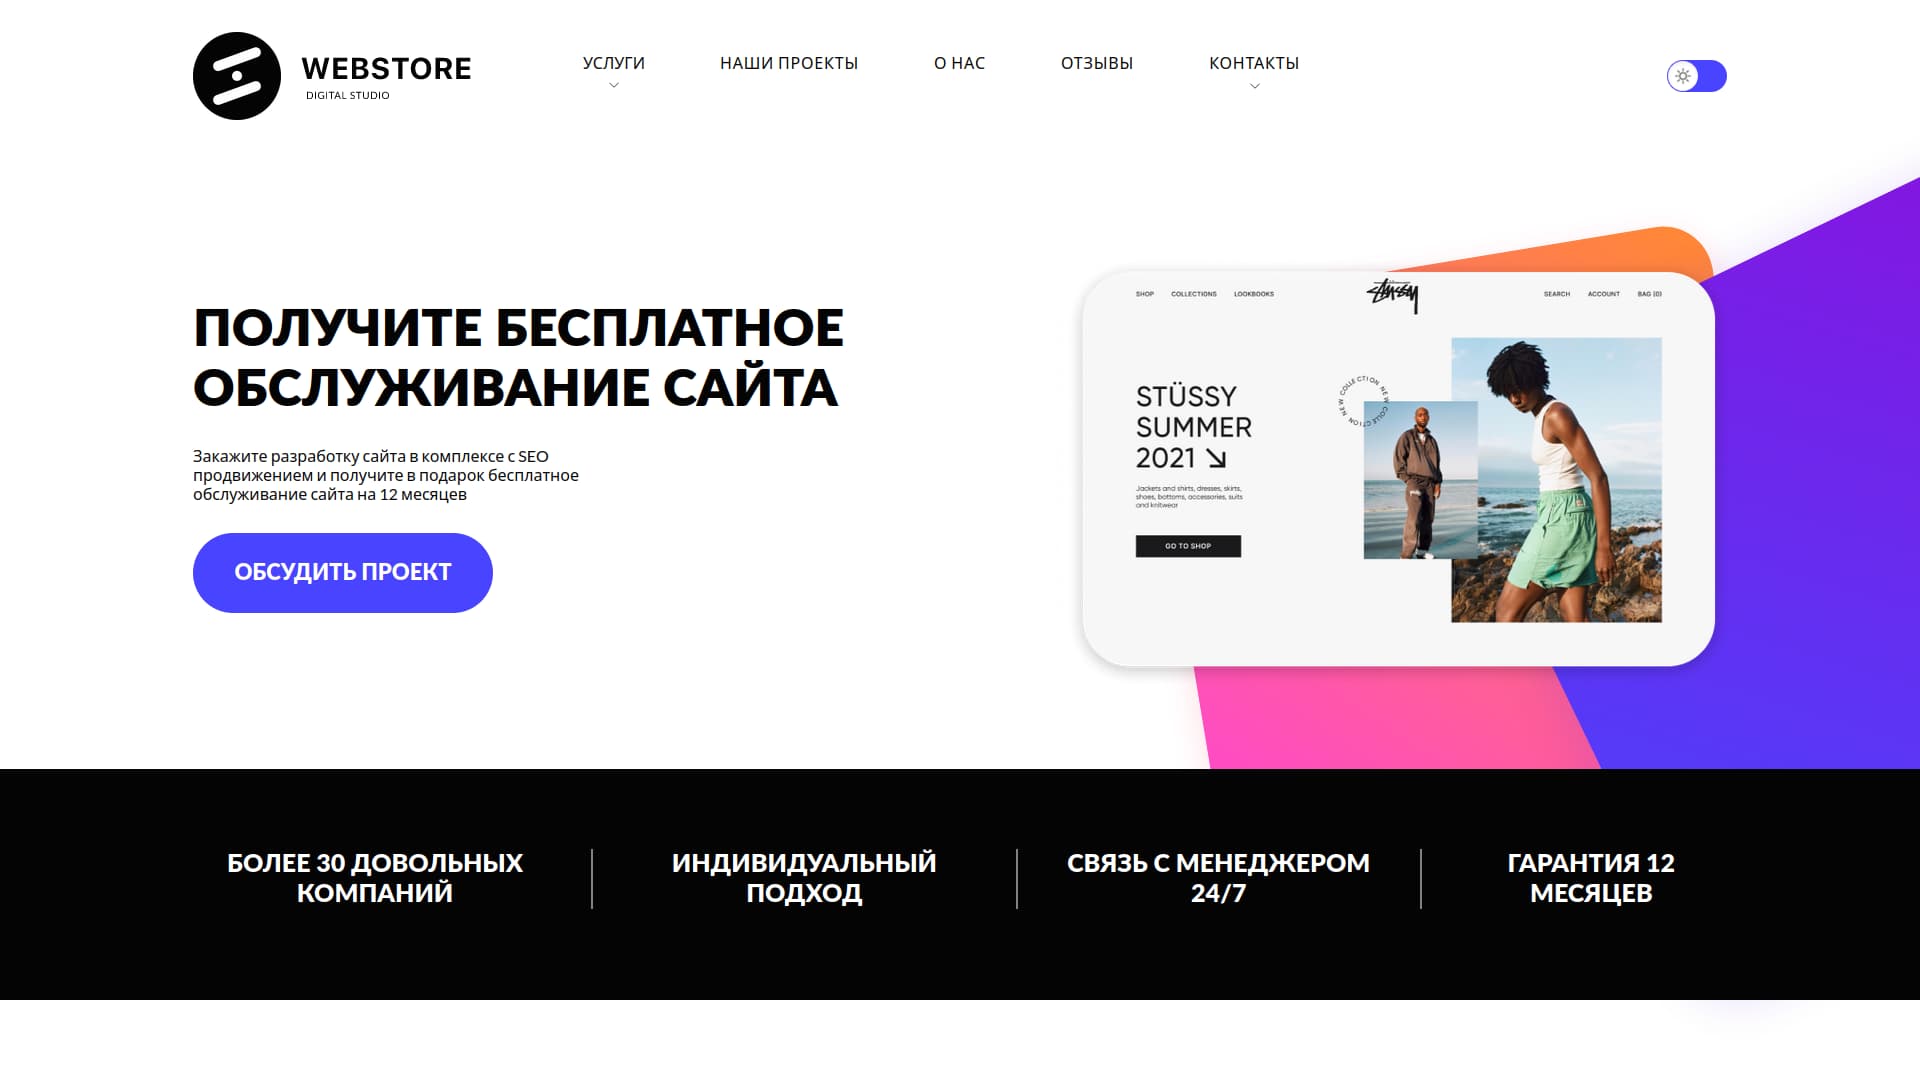 WEBSTORE
DIGITAL STUDIO
УСЛУГИ
НАШИ ПРОЕКТЫ
О НАС
ОТЗЫВЫ
КОНТАКТЫ
ПОЛУЧИТЕ БЕСПЛАТНОЕ
ОБСЛУЖИВАНИЕ САЙТА
Закажите разработку сайта в комплексе с SEO
продвижением и получите в подарок бесплатное
обслуживание сайта на 12 месяцев
ОБСУДИТЬ ПРОЕКТ
SHOP COLLECTIONS LOOKBOOKS
Stüssy
SEARCH ACCOUNT BAG (0)
STÜSSY
SUMMER
2021 ↘
Jackets and shirts, dresses, skirts,
shoes, bottoms, accessories, suits
and knitwear
GO TO SHOP
NEW COLLECTION NEW COLLECTION
БОЛЕЕ 30 ДОВОЛЬНЫХ
КОМПАНИЙ
ИНДИВИДУАЛЬНЫЙ
ПОДХОД
СВЯЗЬ С МЕНЕДЖЕРОМ
24/7
ГАРАНТИЯ 12
МЕСЯЦЕВ